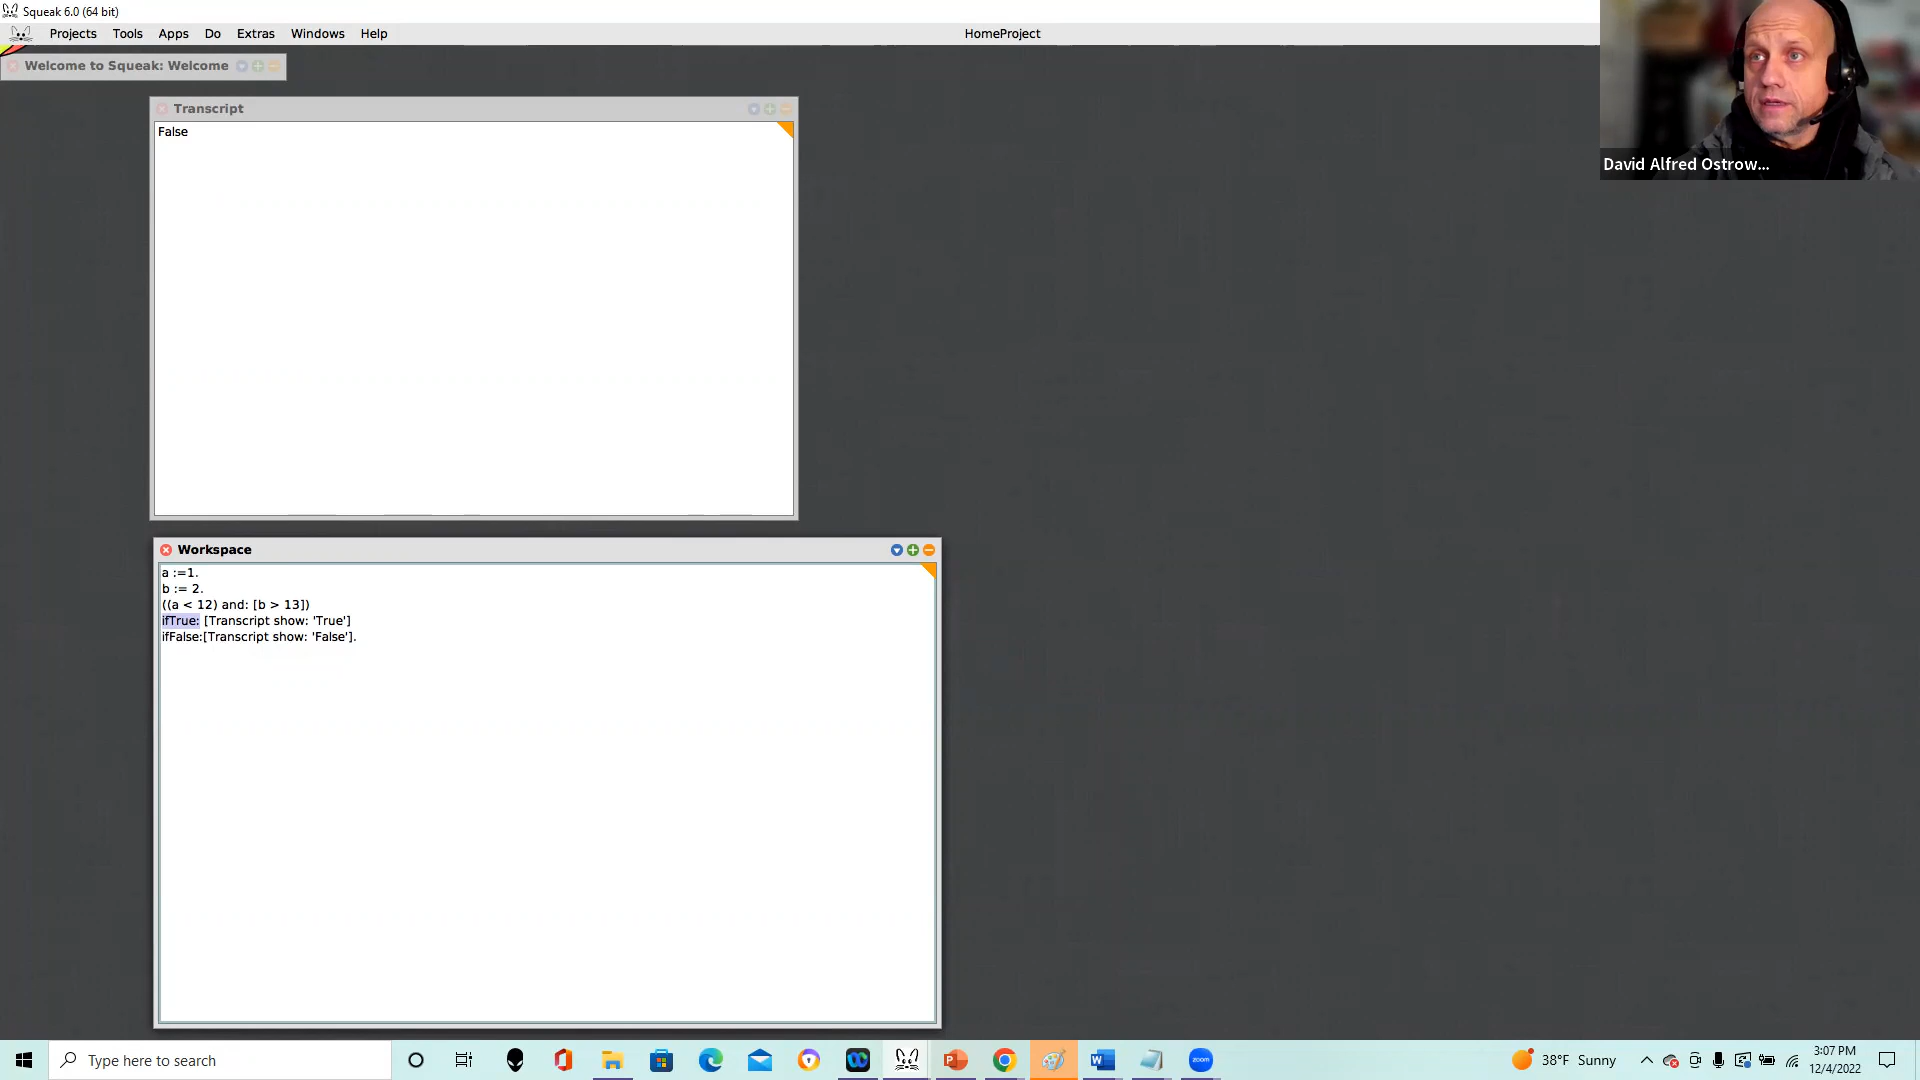 Squeak 6.0 (64 bit)
Projects Tools Apps Do Extras Windows Help HomeProject
Welcome to Squeak: Welcome
Transcript
False
David Alfred Ostrow...
Workspace
a :=1.
b := 2.
((a < 12) and: [b > 13])
ifTrue: [Transcript show: 'True']
ifFalse:[Transcript show: 'False'].
Type here to search
zoom
38°F Sunny
3:07 PM
12/4/2022